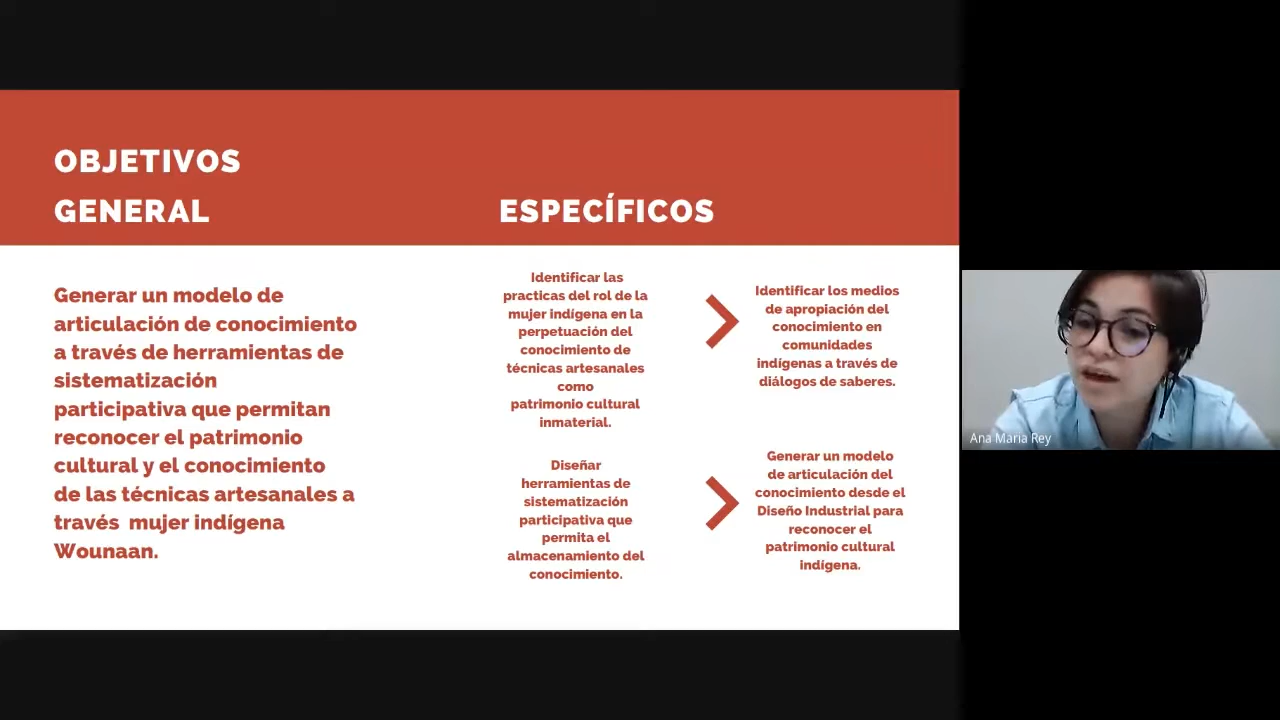 OBJETIVOS
GENERAL
ESPECÍFICOS
Generar un modelo de
articulación de conocimiento
a través de herramientas de
sistematización
participativa que permitan
reconocer el patrimonio
cultural y el conocimiento
de las técnicas artesanales a
través mujer indígena
Wounaan.
Identificar las
practicas del rol de la
mujer indígena en la
perpetuación del
conocimiento de
técnicas artesanales
como
patrimonio cultural
inmaterial.
Identificar los medios
de apropiación del
conocimiento en
comunidades
indígenas a través de
diálogos de saberes.
Diseñar
herramientas de
sistematización
participativa que
permita el
almacenamiento del
conocimiento.
Generar un modelo
de articulación del
conocimiento desde el
Diseño Industrial para
reconocer el
patrimonio cultural
indígena.
Ana Maria Rey